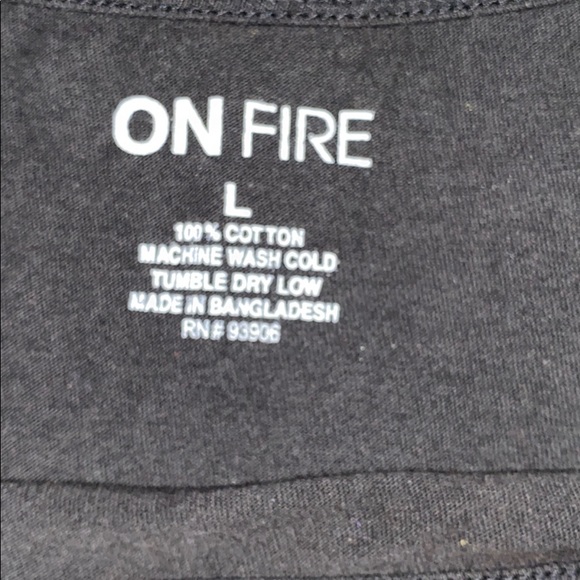 ON FIRE
L
100% COTTON
MACHINE WASH COLD
TUMBLE DRY LOW
MADE IN BANGLADESH
RN# 93906